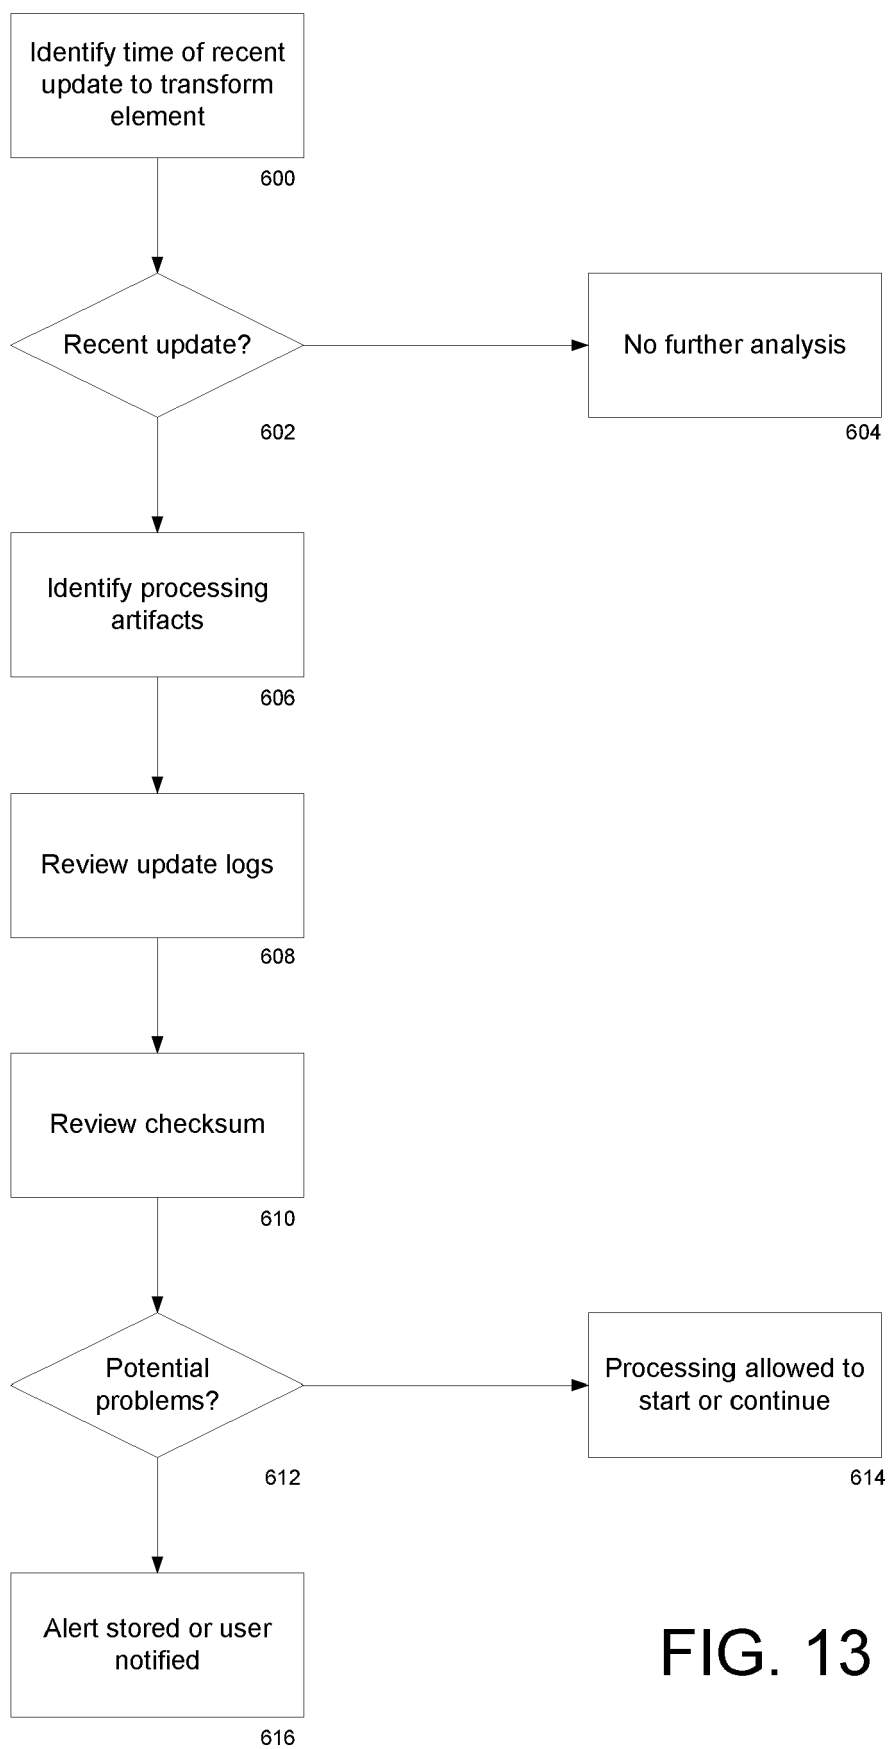 Identify time of recent
update to transform
element
600
Recent update?
602
No further analysis
604
Identify processing
artifacts
606
Review update logs
608
Review checksum
610
Potential
problems?
612
Processing allowed to
start or continue
614
Alert stored or user
notified
616
FIG. 13